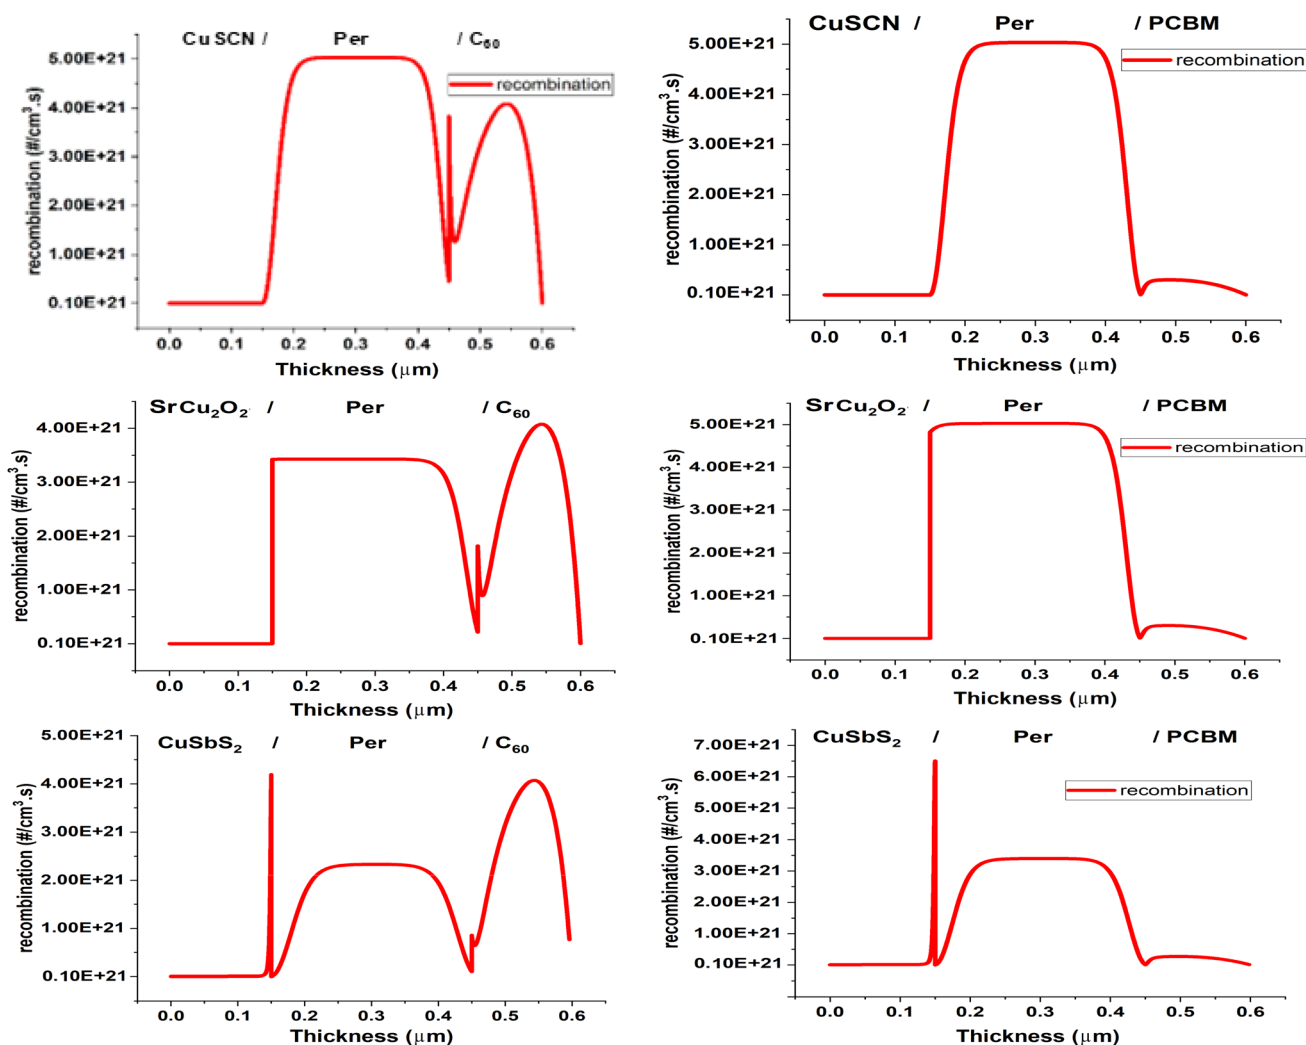 CuSCN / Per / C₆₀
recombination
recombination (#/cm³.s)
5.00E+21
4.00E+21
3.00E+21
2.00E+21
1.00E+21
0.10E+21
0.0 0.1 0.2 0.3 0.4 0.5 0.6
Thickness (μm)
CuSCN / Per / PCBM
recombination
recombination (#/cm³.s)
5.00E+21
4.00E+21
3.00E+21
2.00E+21
1.00E+21
0.10E+21
0.0 0.1 0.2 0.3 0.4 0.5 0.6
Thickness (μm)
SrCu₂O₂ / Per / C₆₀
recombination (#/cm³.s)
4.00E+21
3.00E+21
2.00E+21
1.00E+21
0.10E+21
0.0 0.1 0.2 0.3 0.4 0.5 0.6
Thickness (μm)
SrCu₂O₂ / Per / PCBM
recombination
recombination (#/cm³.s)
5.00E+21
4.00E+21
3.00E+21
2.00E+21
1.00E+21
0.10E+21
0.0 0.1 0.2 0.3 0.4 0.5 0.6
Thickness (μm)
CuSbS₂ / Per / C₆₀
recombination (#/cm³.s)
5.00E+21
4.00E+21
3.00E+21
2.00E+21
1.00E+21
0.10E+21
0.0 0.1 0.2 0.3 0.4 0.5 0.6
Thickness (μm)
CuSbS₂ / Per / PCBM
recombination
recombination (#/cm³.s)
7.00E+21
6.00E+21
5.00E+21
4.00E+21
3.00E+21
2.00E+21
1.00E+21
0.10E+21
0.0 0.1 0.2 0.3 0.4 0.5 0.6
Thickness (μm)